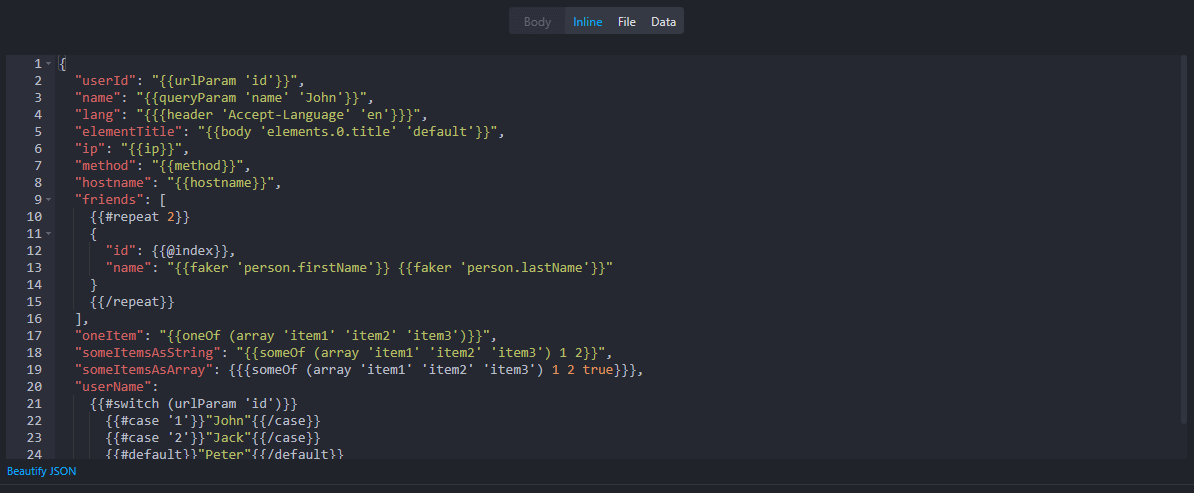 Body Inline File Data
1 {
2 "userId": "{{urlParam 'id'}}",
3 "name": "{{queryParam 'name' 'John'}}",
4 "lang": "{{{header 'Accept-Language' 'en'}}}",
5 "elementTitle": "{{body 'elements.0.title' 'default'}}",
6 "ip": "{{ip}}",
7 "method": "{{method}}",
8 "hostname": "{{hostname}}",
9 "friends": [
10 {{#repeat 2}}
11 {
12 "id": {{@index}},
13 "name": "{{faker 'person.firstName'}} {{faker 'person.lastName'}}"
14 }
15 {{/repeat}}
16 ],
17 "oneItem": "{{oneOf (array 'item1' 'item2' 'item3')}}",
18 "someItemsAsString": "{{someOf (array 'item1' 'item2' 'item3') 1 2}}",
19 "someItemsAsArray": {{{someOf (array 'item1' 'item2' 'item3') 1 2 true}}},
20 "userName":
21 {{#switch (urlParam 'id')}}
22 {{#case '1'}}"John"{{/case}}
23 {{#case '2'}}"Jack"{{/case}}
24 {{#default}}"Peter"{{/default}}
Beautify JSON